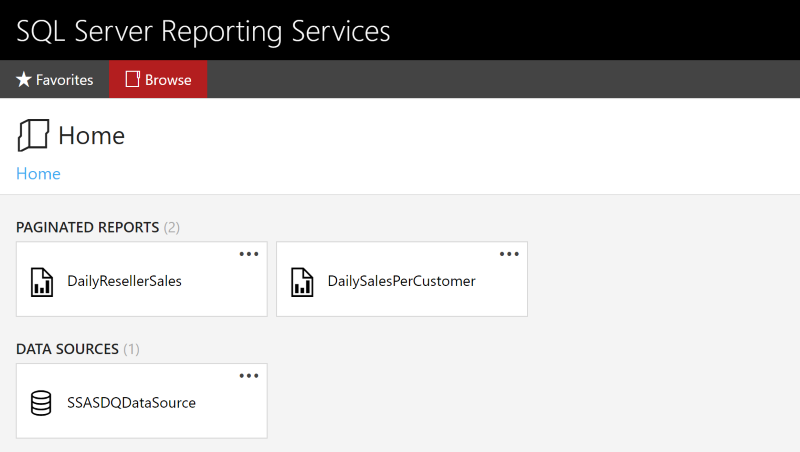 SQL Server Reporting Services
Favorites Browse
Home
Home
PAGINATED REPORTS (2)
DailyResellerSales DailySalesPerCustomer
DATA SOURCES (1)
SSASDQDataSource